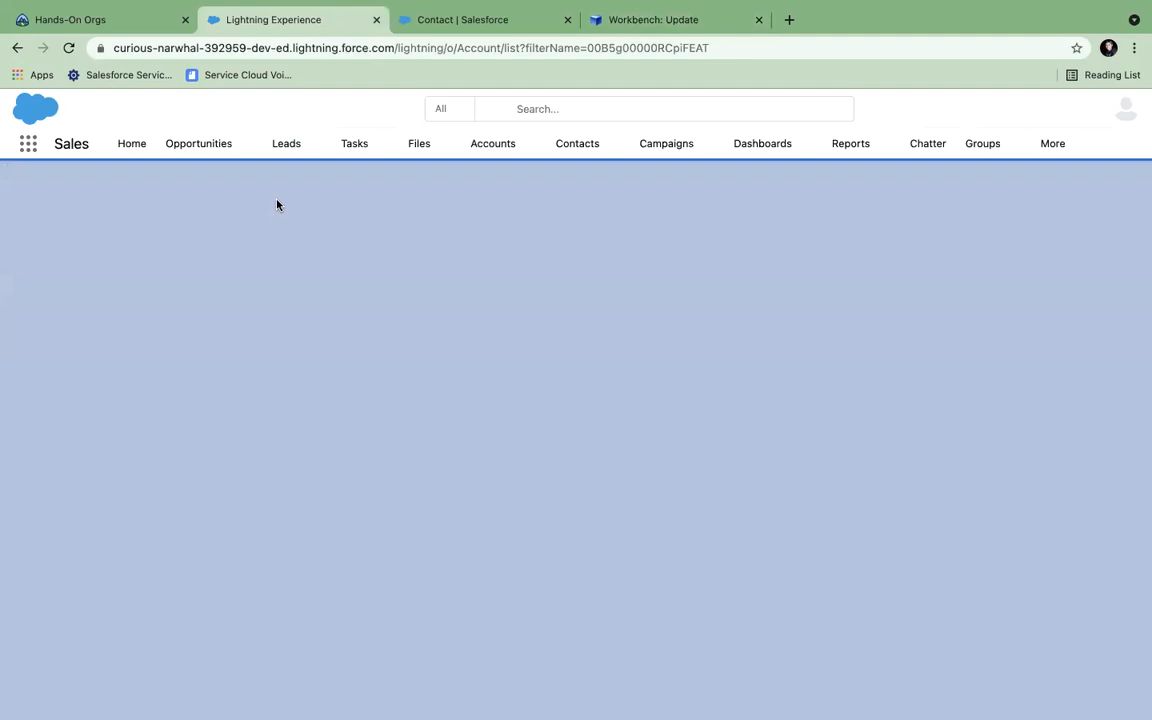 Hands-On Orgs
Lightning Experience
Contact | Salesforce
Workbench: Update
curious-narwhal-392959-dev-ed.lightning.force.com/lightning/o/Account/list?filterName=00B5g00000RCpiFEAT
Apps
Salesforce Servic...
Service Cloud Voi...
Reading List
All
Search...
Sales
Home
Opportunities
Leads
Tasks
Files
Accounts
Contacts
Campaigns
Dashboards
Reports
Chatter
Groups
More